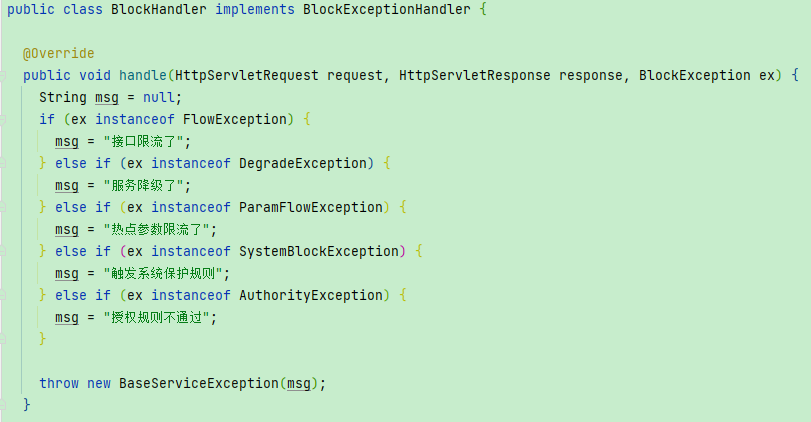 public class BlockHandler implements BlockExceptionHandler {
@Override
public void handle(HttpServletRequest request, HttpServletResponse response, BlockException ex) {
String msg = null;
if (ex instanceof FlowException) {
msg = "接口限流了";
} else if (ex instanceof DegradeException) {
msg = "服务降级了";
} else if (ex instanceof ParamFlowException) {
msg = "热点参数限流了";
} else if (ex instanceof SystemBlockException) {
msg = "触发系统保护规则";
} else if (ex instanceof AuthorityException) {
msg = "授权规则不通过";
}
throw new BaseServiceException(msg);
}